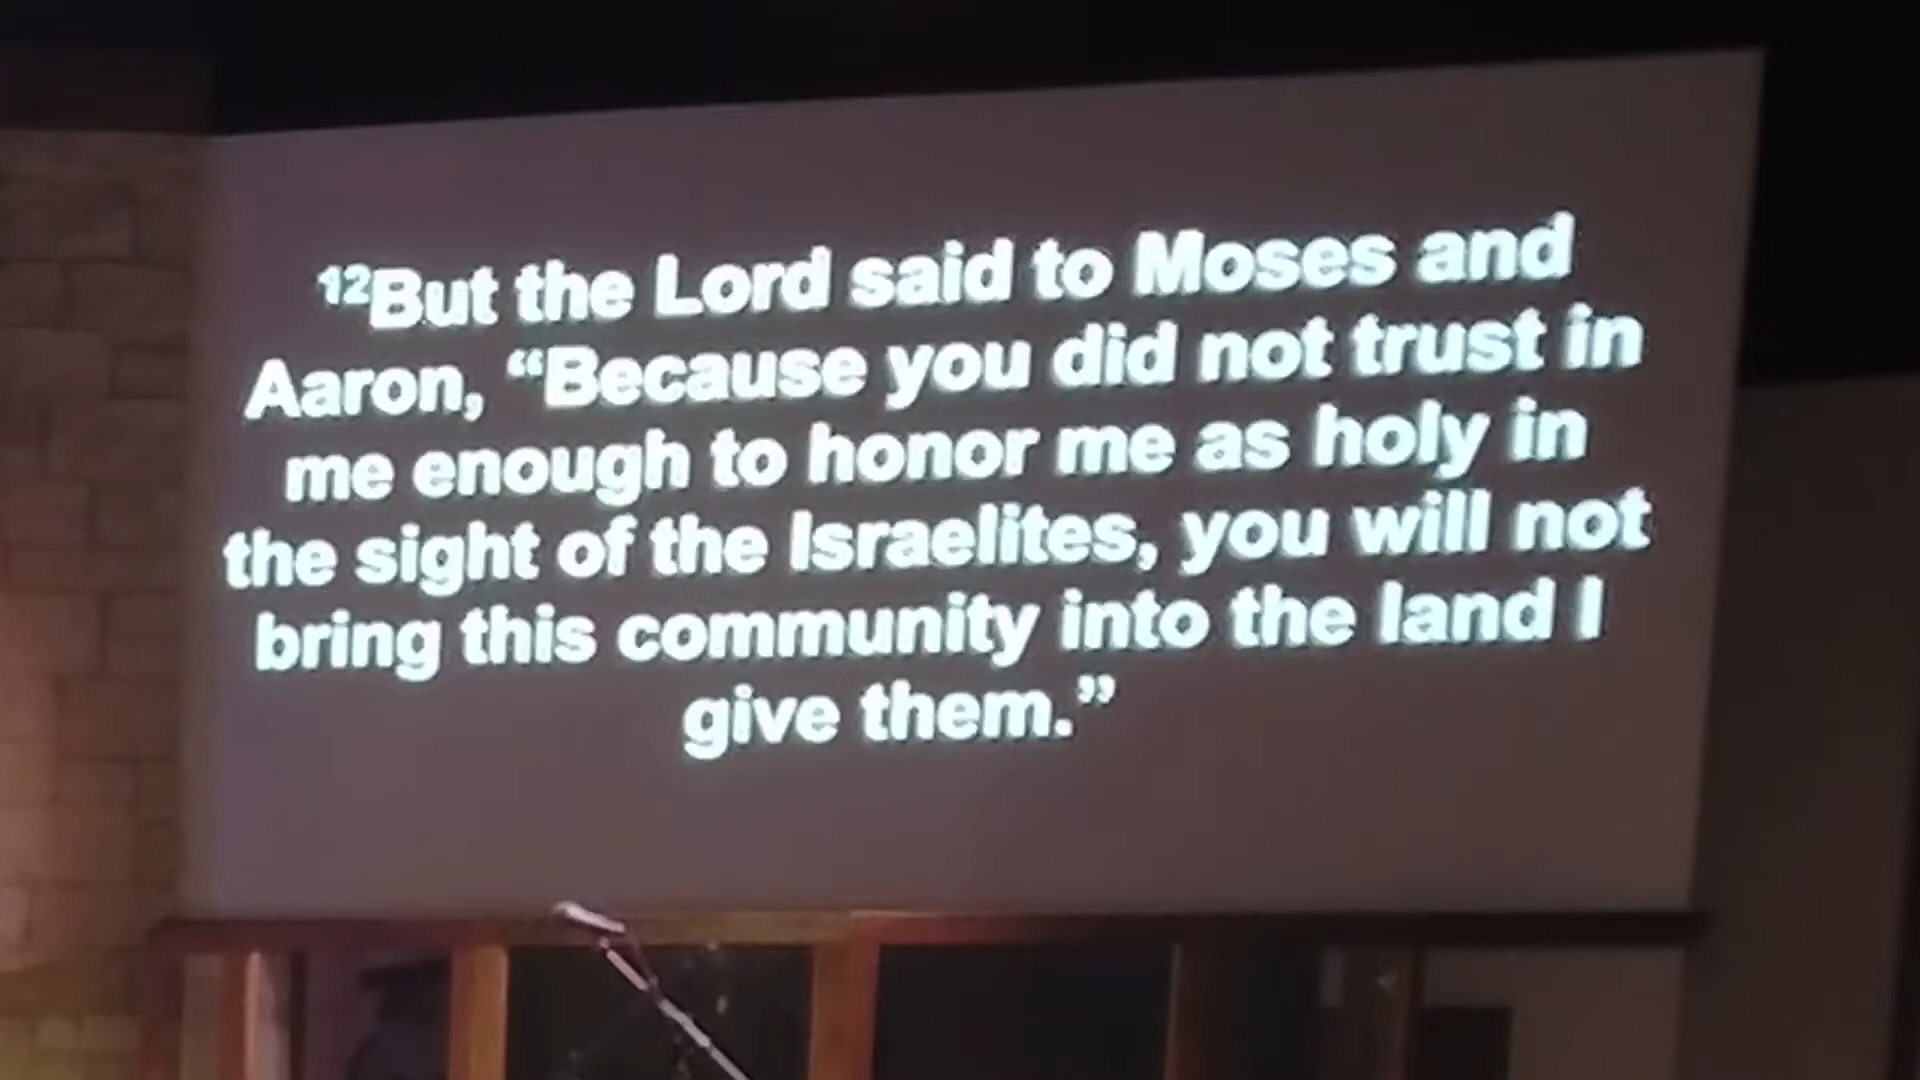 ¹²But the Lord said to Moses and
Aaron, “Because you did not trust in
me enough to honor me as holy in
the sight of the Israelites, you will not
bring this community into the land I
give them.”